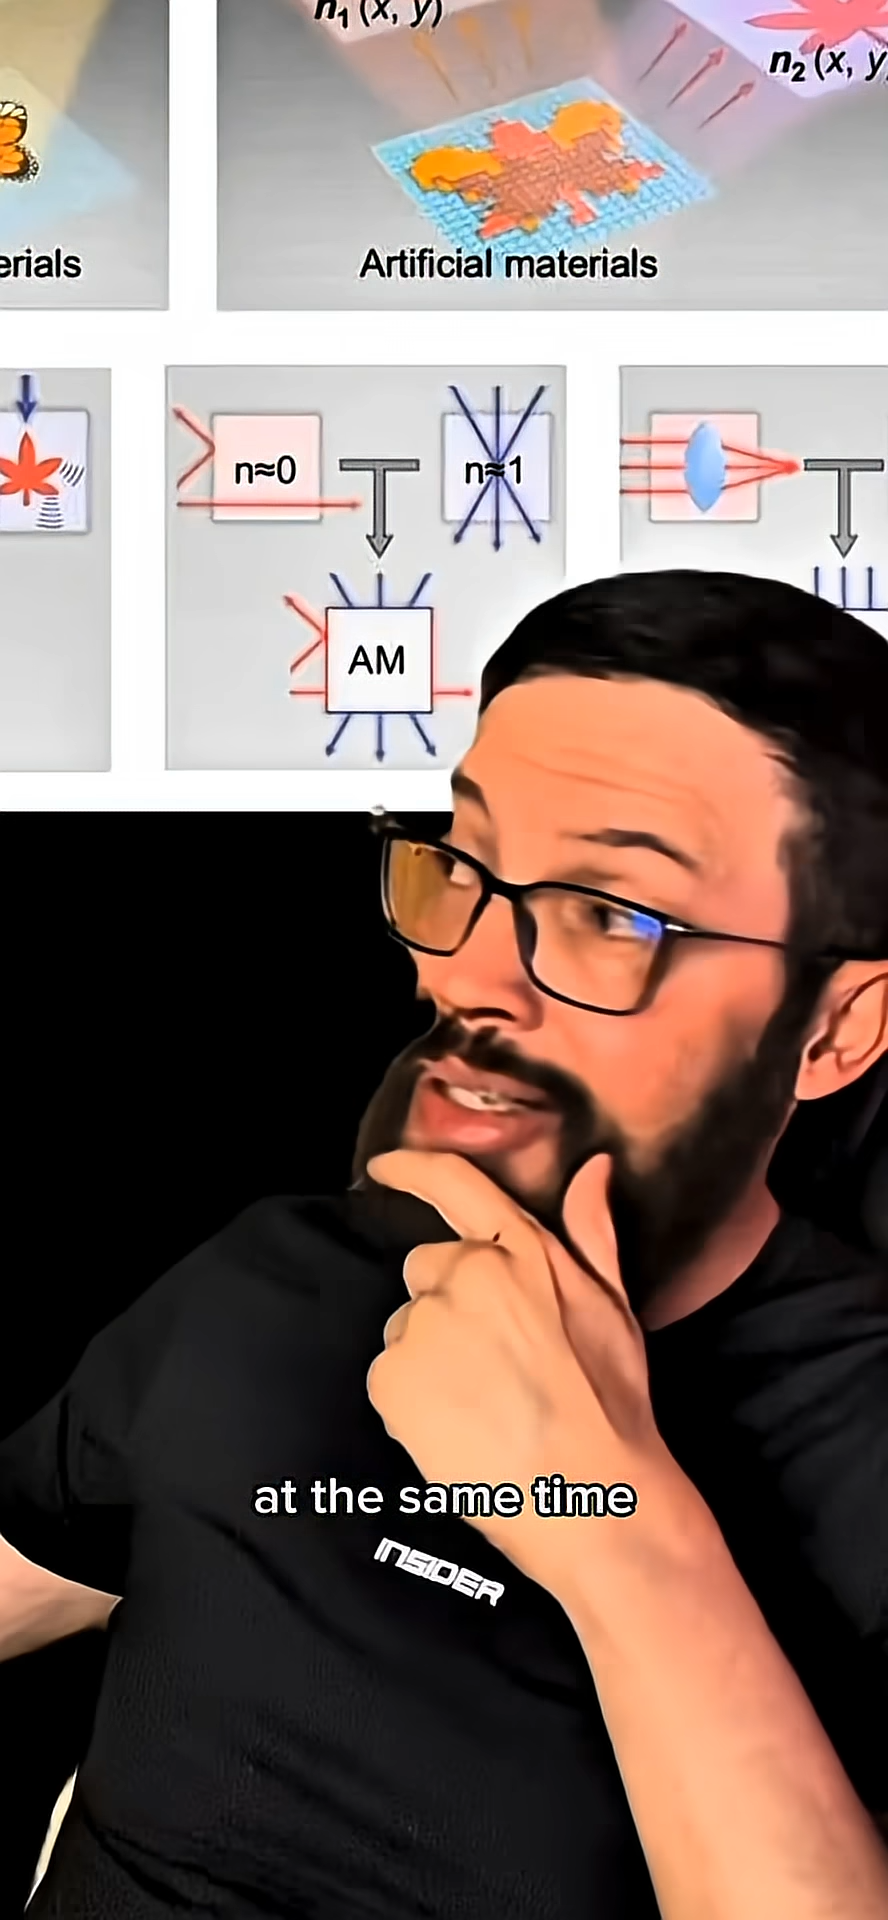 n₁ (x, y)
n₂ (x, y
erials
Artificial materials
n≈0
n≈1
AM
at the same time
INSIDER